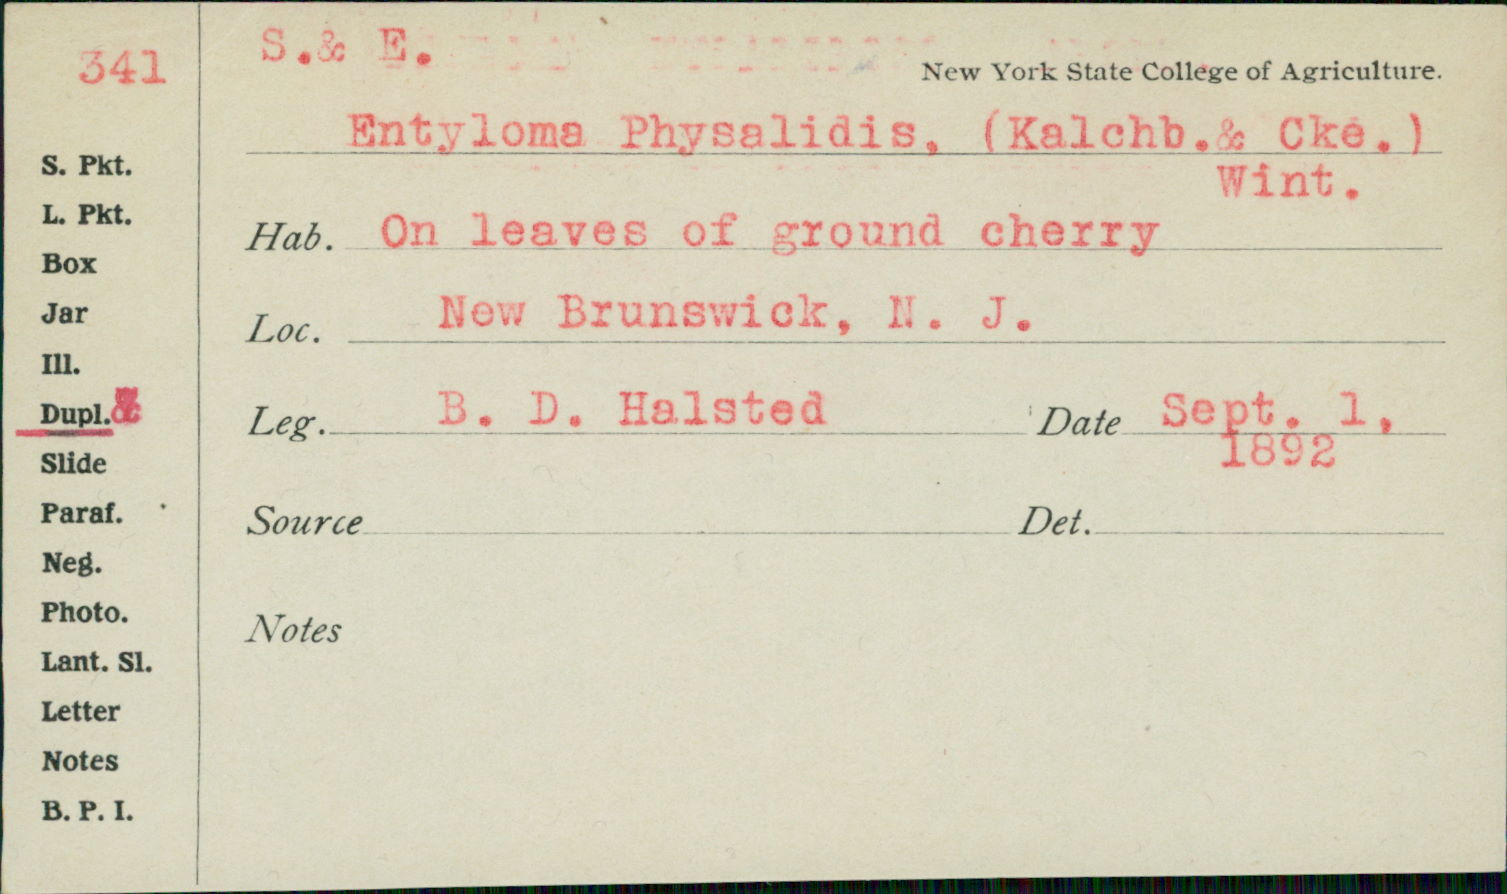 341
S.& E.
New York State College of Agriculture.
Entyloma Physalidis, (Kalchb.& Cke.)
Wint.
Hab. On leaves of ground cherry
Loc. New Brunswick, N. J.
Leg. B. D. Halsted Date Sept. 1,
1892
Source Det.
Notes
S. Pkt.
L. Pkt.
Box
Jar
Ill.
Dupl.
Slide
Paraf.
Neg.
Photo.
Lant. Sl.
Letter
Notes
B. P. I.